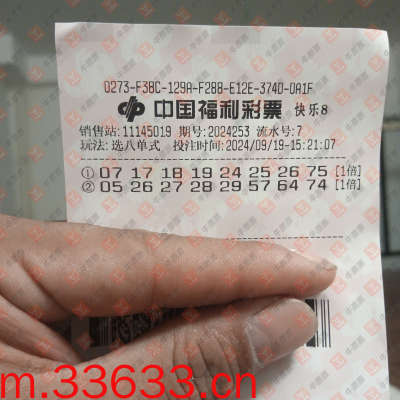 0273-F38C-129A-F288-E12E-374D-0A1F
中国福利彩票 快乐8
销售站:11145019 期号:2024253 流水号:7
玩法:选八单式 投注时间:2024/09/19-15:21:07
① 07 17 18 19 24 25 26 75 [1倍]
② 05 26 27 28 29 57 64 74 [1倍]
m.33633.cn